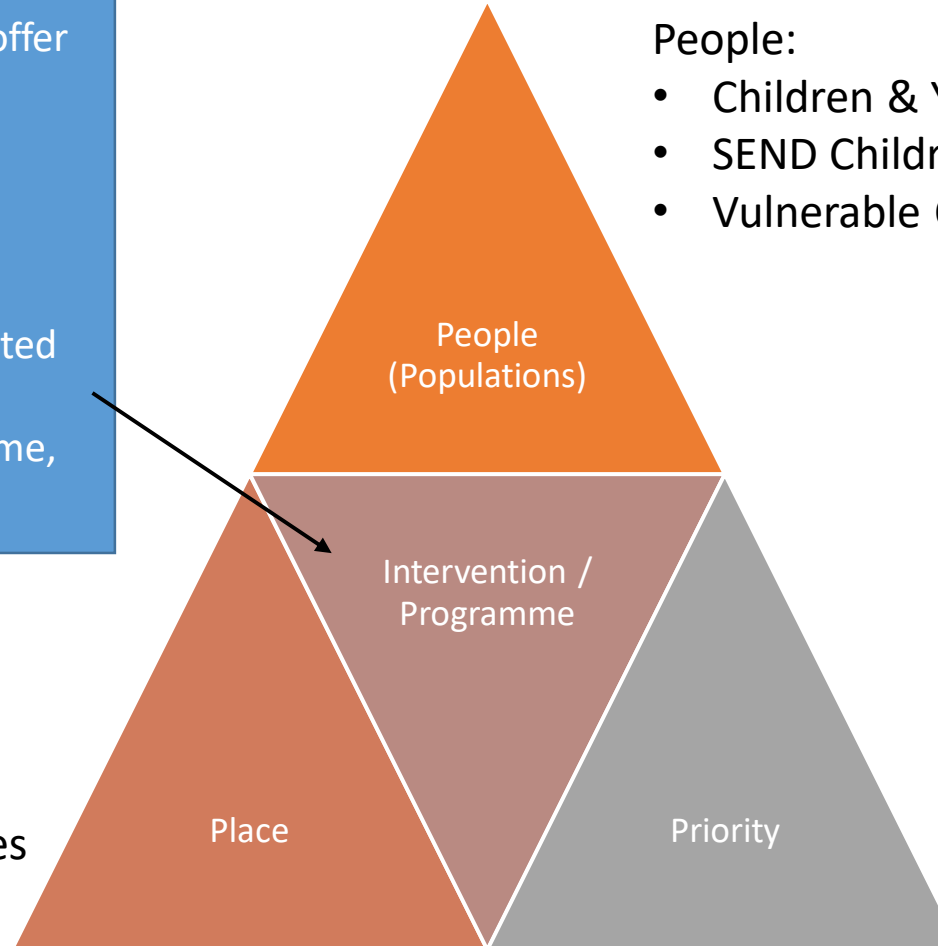 offer
ted
me,
People:
• Children & Y
• SEND Childr
• Vulnerable
People
(Populations)
Intervention /
Programme
Place
Priority
es